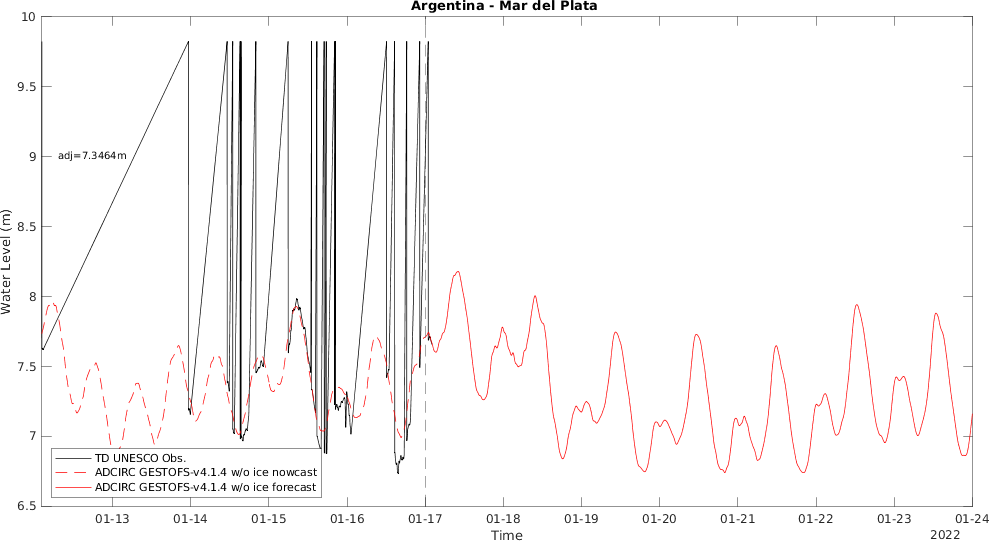 Argentina - Mar del Plata
10
9.5
9
8.5
8
7.5
7
6.5
Water Level (m)
adj=7.3464m
TD UNESCO Obs.
ADCIRC GESTOFS-v4.1.4 w/o ice nowcast
ADCIRC GESTOFS-v4.1.4 w/o ice forecast
01-13 01-14 01-15 01-16 01-17 01-18 01-19 01-20 01-21 01-22 01-23 01-24
Time
2022